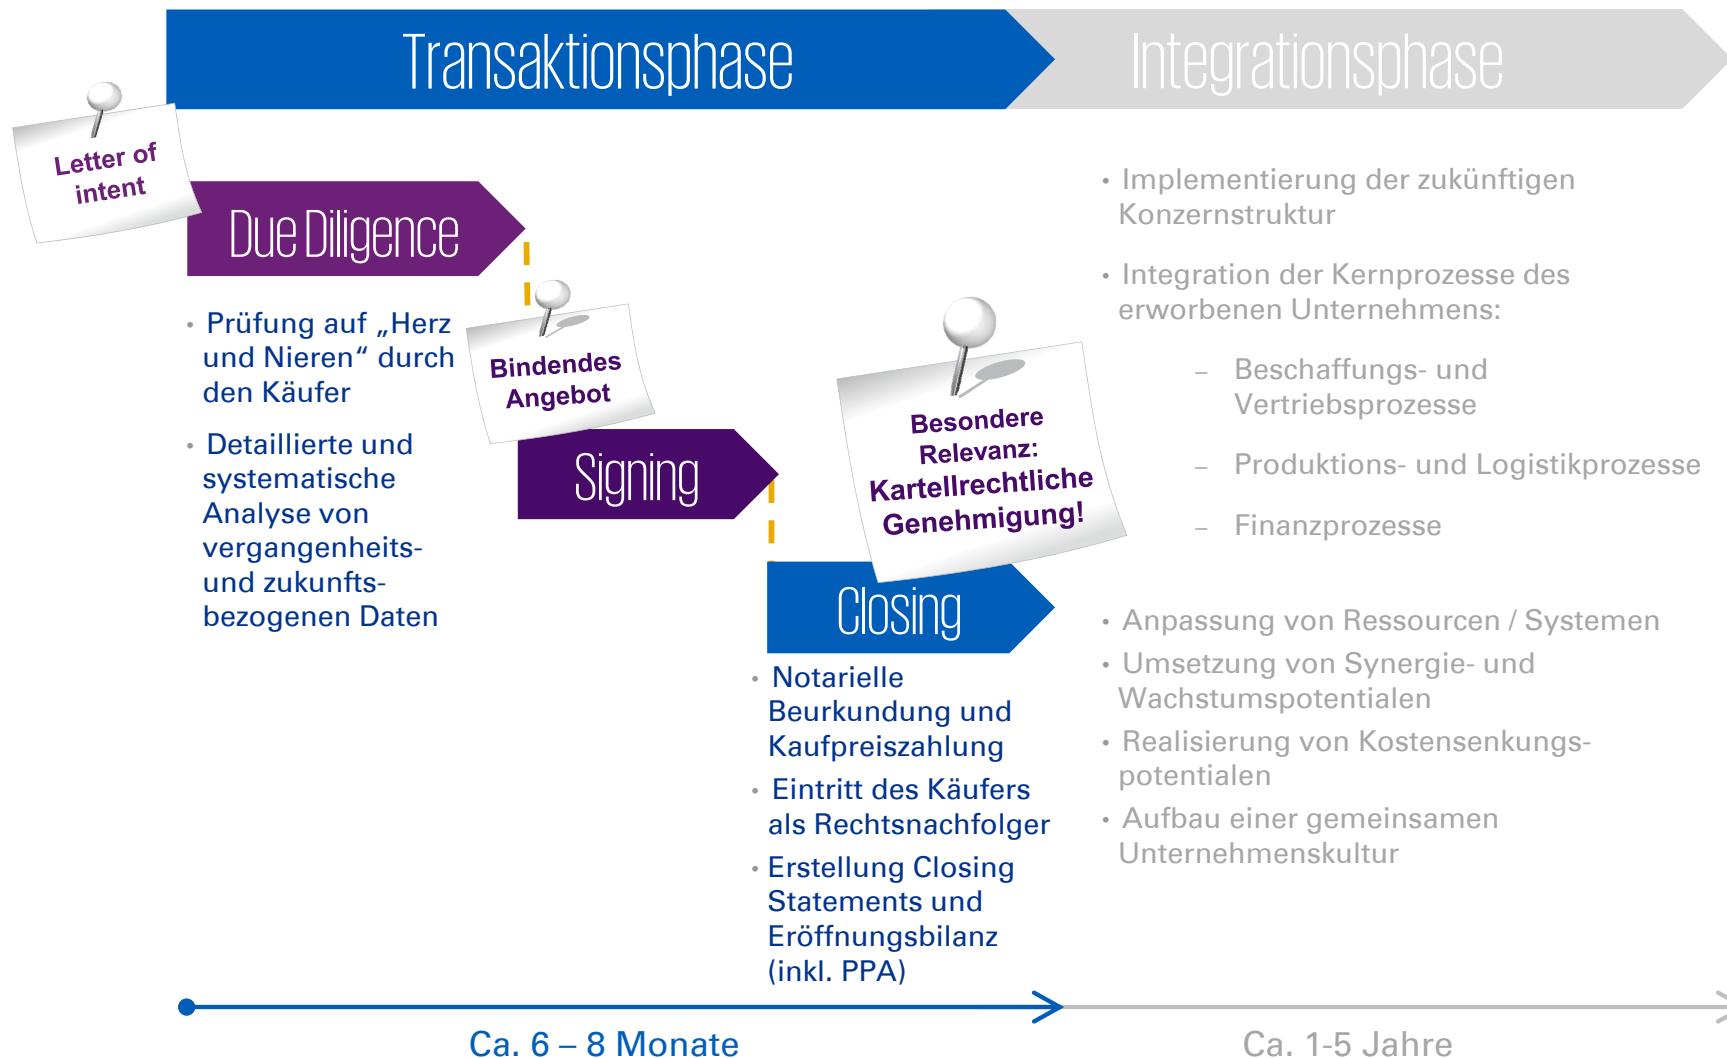 Transaktionsphase
Integrationsphase
Letter of
intent
Due Diligence
• Prüfung auf „Herz
und Nieren“ durch
den Käufer
• Detaillierte und
systematische
Analyse von
vergangenheits-
und zukunfts-
bezogenen Daten
Bindendes
Angebot
Signing
Besondere
Relevanz:
Kartellrechtliche
Genehmigung!
Closing
• Notarielle
Beurkundung und
Kaufpreiszahlung
• Eintritt des Käufers
als Rechtsnachfolger
• Erstellung Closing
Statements und
Eröffnungsbilanz
(inkl. PPA)
• Implementierung der zukünftigen
Konzernstruktur
• Integration der Kernprozesse des
erworbenen Unternehmens:
– Beschaffungs- und
Vertriebsprozesse
– Produktions- und Logistikprozesse
– Finanzprozesse
• Anpassung von Ressourcen / Systemen
• Umsetzung von Synergie- und
Wachstumspotentialen
• Realisierung von Kostensenkungs-
potentialen
• Aufbau einer gemeinsamen
Unternehmenskultur
Ca. 6 – 8 Monate
Ca. 1-5 Jahre